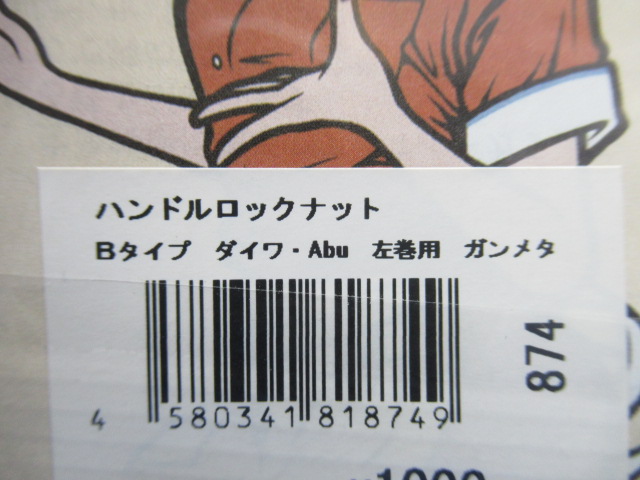 ハンドルロックナット
Bタイプ ダイワ・Abu 左巻用 ガンメタ
874
4 580341 818749